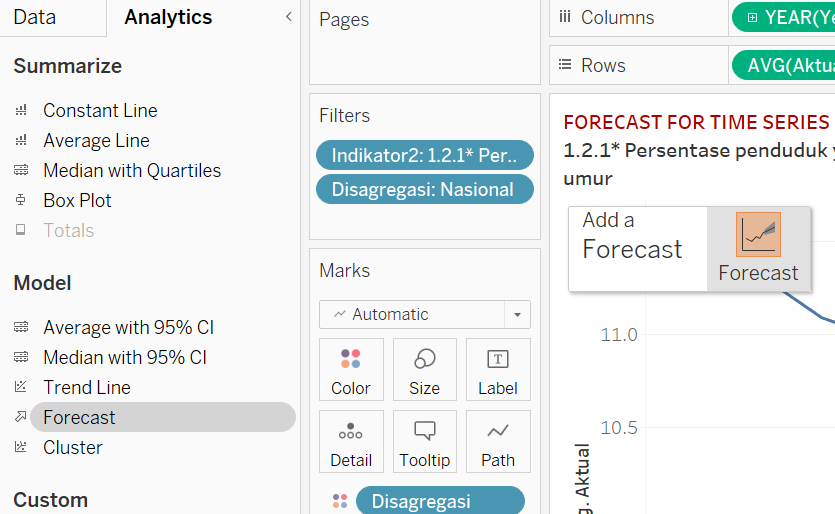 Data
Analytics
Summarize
Constant Line
Average Line
Median with Quartiles
Box Plot
Totals
Model
Average with 95% CI
Median with 95% CI
Trend Line
Forecast
Cluster
Custom
Pages
Filters
Indikator2: 1.2.1* Per..
Disagregasi: Nasional
Marks
Automatic
Color
Size
Label
Detail
Tooltip
Path
Disagregasi
Columns
YEAR(Ye
Rows
AVG(Aktua
FORECAST FOR TIME SERIES
1.2.1* Persentase penduduk y
umur
Add a
Forecast
Forecast
11.0
10.5
g. Aktual